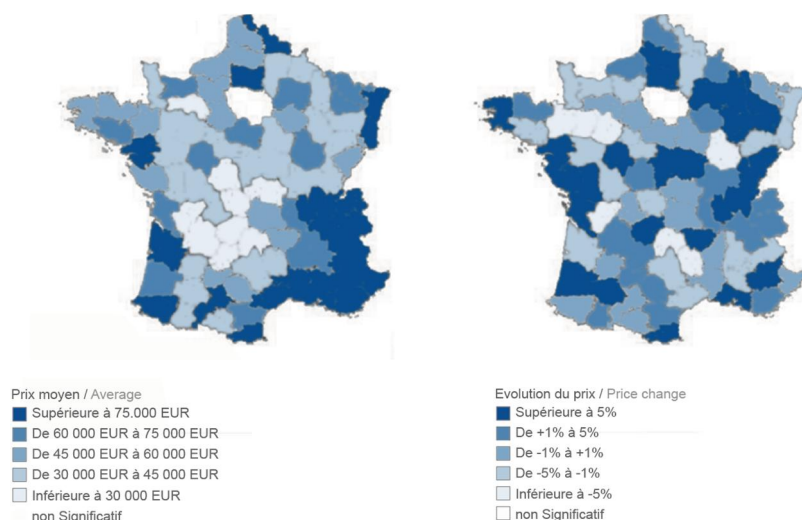 Prix moyen / Average
Supérieure à 75.000 EUR
De 60 000 EUR à 75 000 EUR
De 45 000 EUR à 60 000 EUR
De 30 000 EUR à 45 000 EUR
Inférieure à 30 000 EUR
non Significatif
Evolution du prix / Price change
Supérieure à 5%
De +1% à 5%
De -1% à +1%
De -5% à -1%
Inférieure à -5%
non Significatif